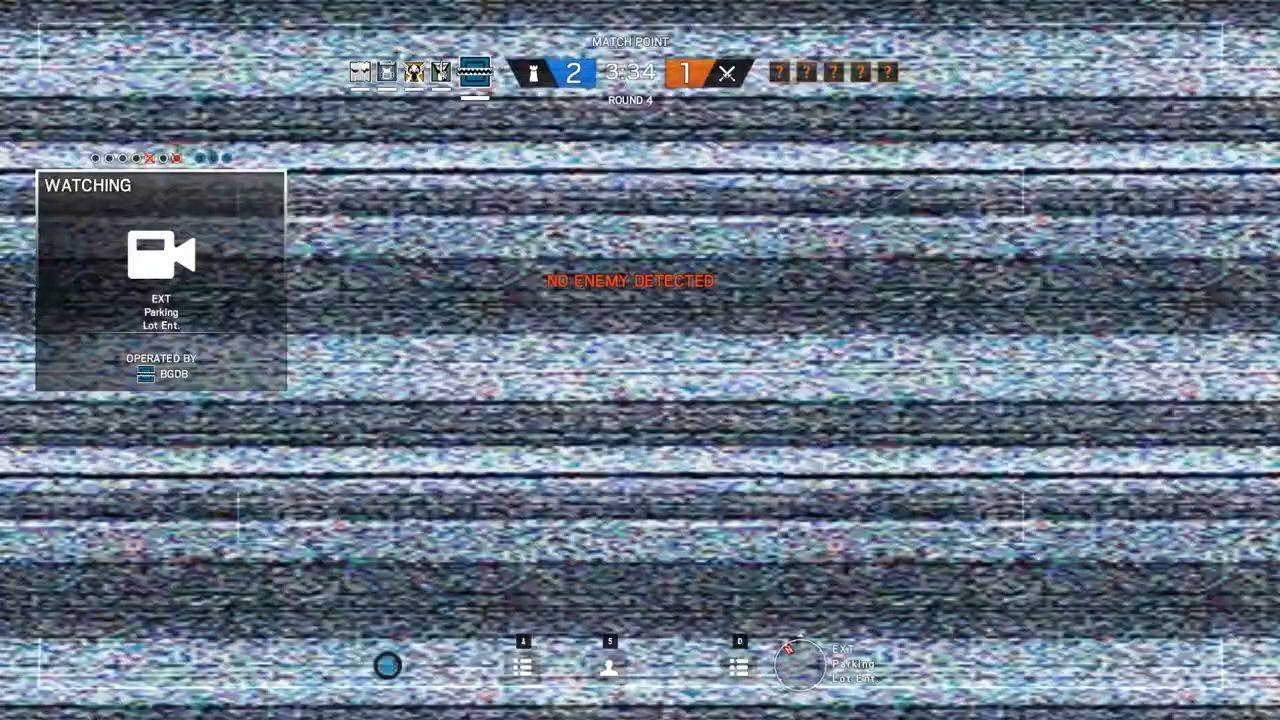 MATCH POINT
2 3:34 1 ? ? ? ? ?
ROUND 4
WATCHING
NO ENEMY DETECTED
EXT
Parking
Lot Ent.
OPERATED BY
BGDB
A 5 D
EXT
Parking
Lot Ent.